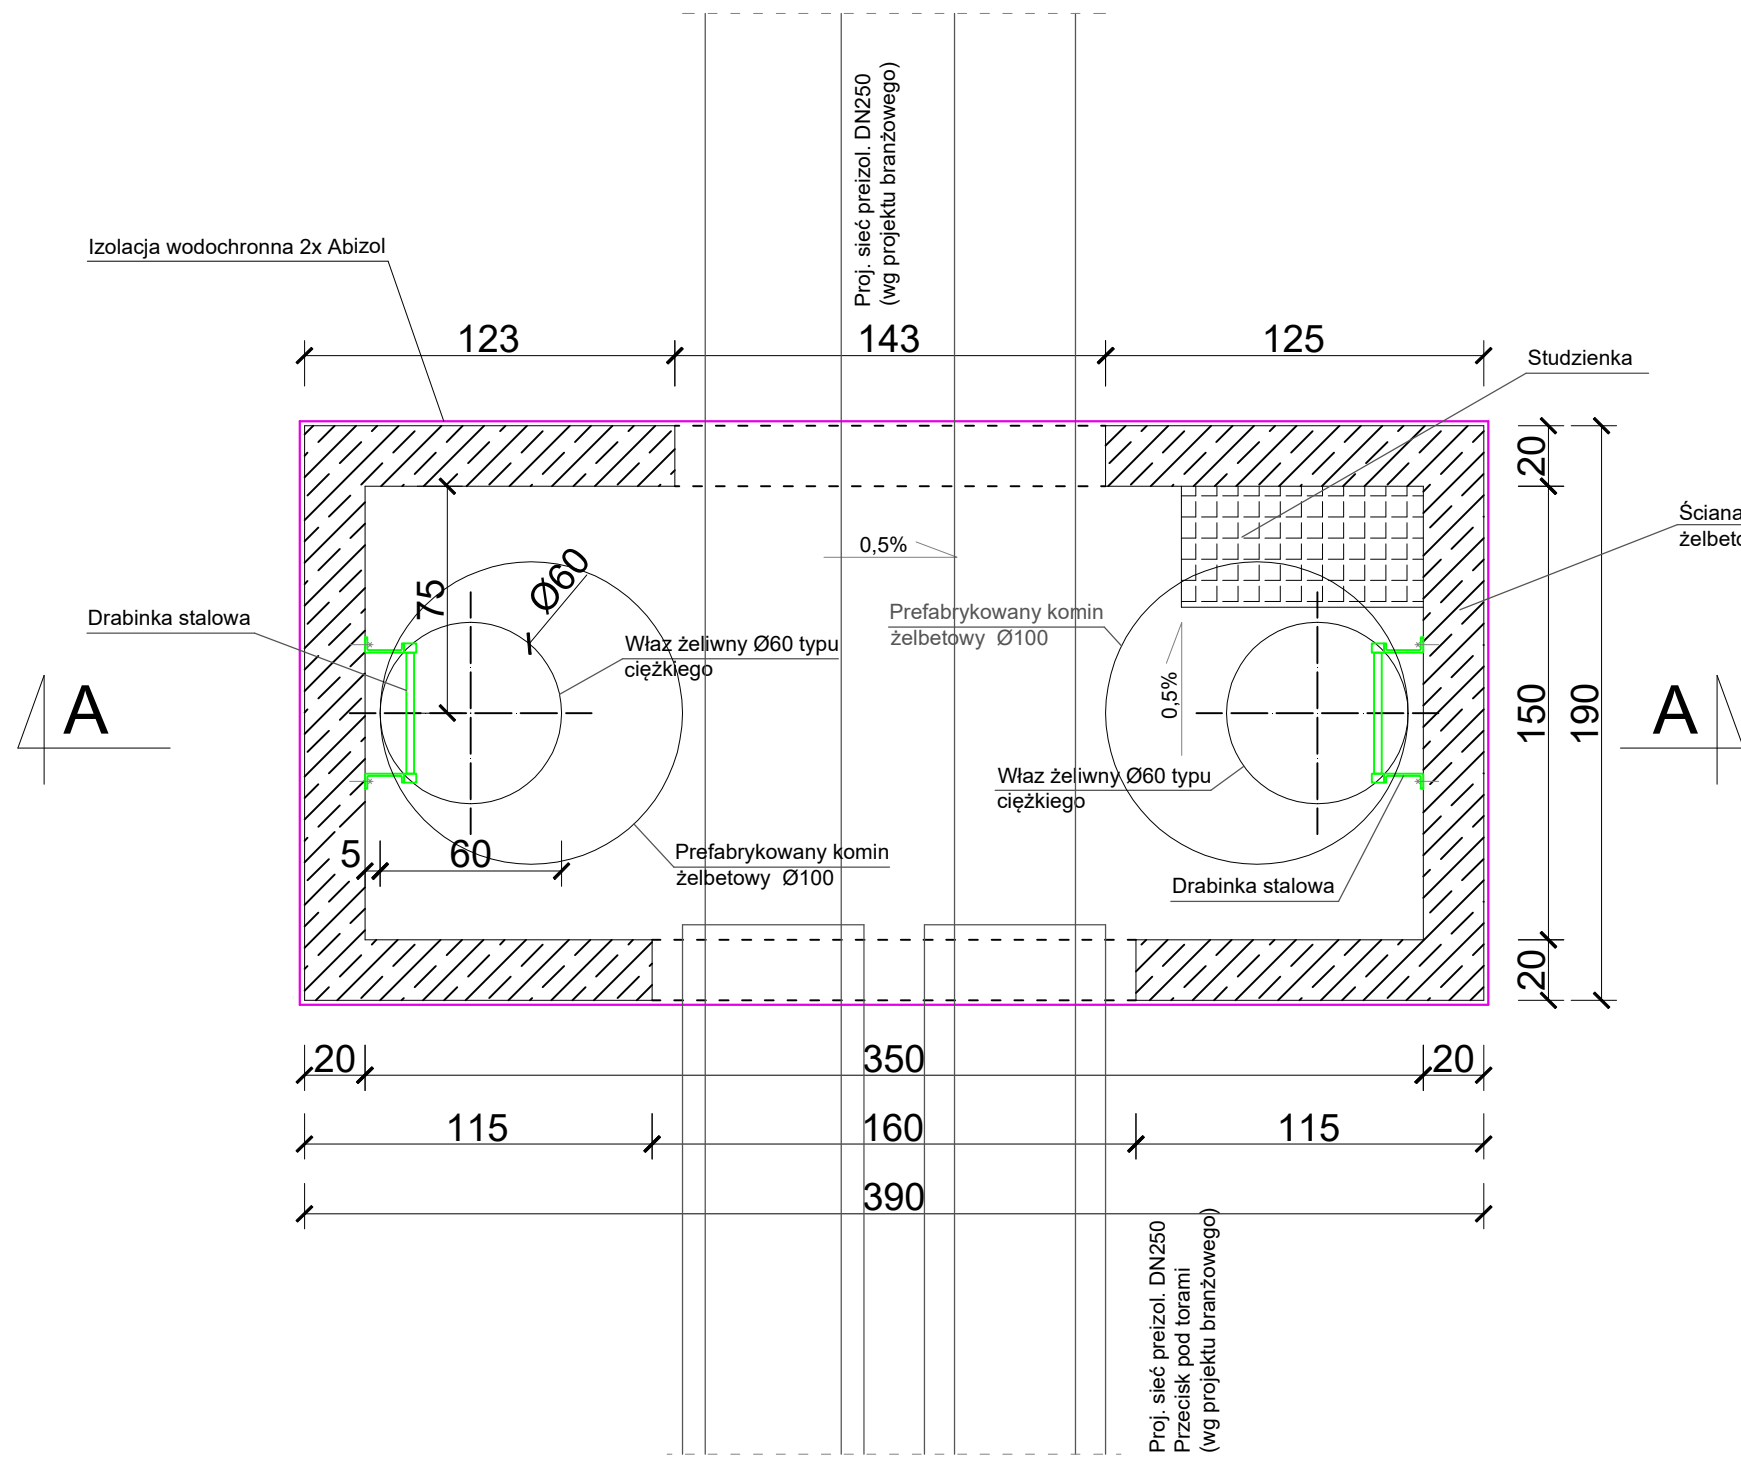 Proj. sieć preizol. DN250
(wg projektu branżowego)
Izolacja wodochronna 2x Abizol
123
143
125
Studzienka
20
Ściana
żelbeto
0,5%
Ø60
75
Prefabrykowany komin
żelbetowy Ø100
Drabinka stalowa
Właz żeliwny Ø60 typu
ciężkiego
0,5%
A
A
150
190
Właz żeliwny Ø60 typu
ciężkiego
5
60
Prefabrykowany komin
żelbetowy Ø100
Drabinka stalowa
20
20
350
20
115
160
115
390
Proj. sieć preizol. DN250
Przecisk pod torami
(wg projektu branżowego)